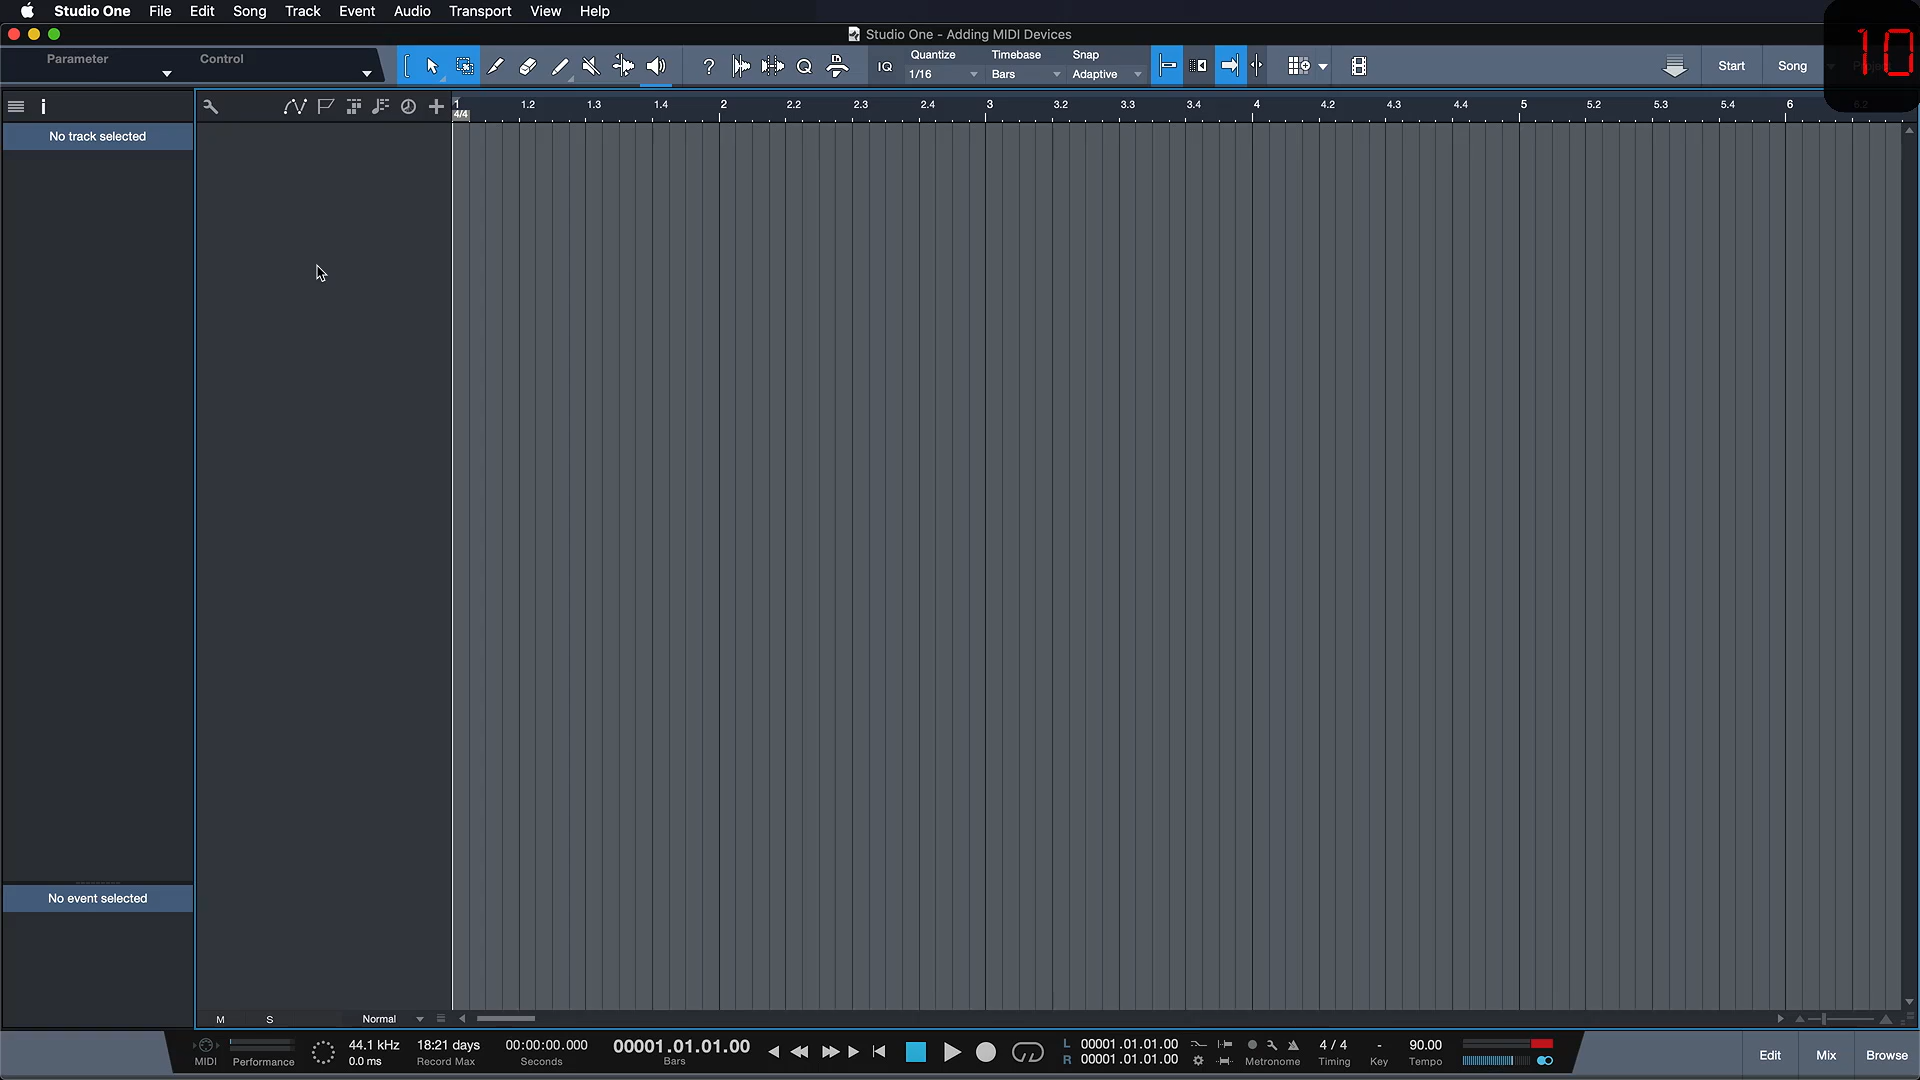 Studio One File Edit Song Track Event Audio Transport View Help
Studio One - Adding MIDI Devices
10
Parameter
Control
IQ
Quantize
1/16
Timebase
Bars
Snap
Adaptive
Start
Song
i
1 1.2 1.3 1.4 2 2.2 2.3 2.4 3 3.2 3.3 3.4 4 4.2 4.3 4.4 5 5.2 5.3 5.4 6 6.2
4/4
No track selected
No event selected
M S Normal
MIDI
Performance
44.1 kHz
0.0 ms
18:21 days
Record Max
00:00:00.000
Seconds
00001.01.01.00
Bars
L 00001.01.01.00
R 00001.01.01.00
Metronome
4 / 4
Timing
-
Key
90.00
Tempo
Edit
Mix
Browse